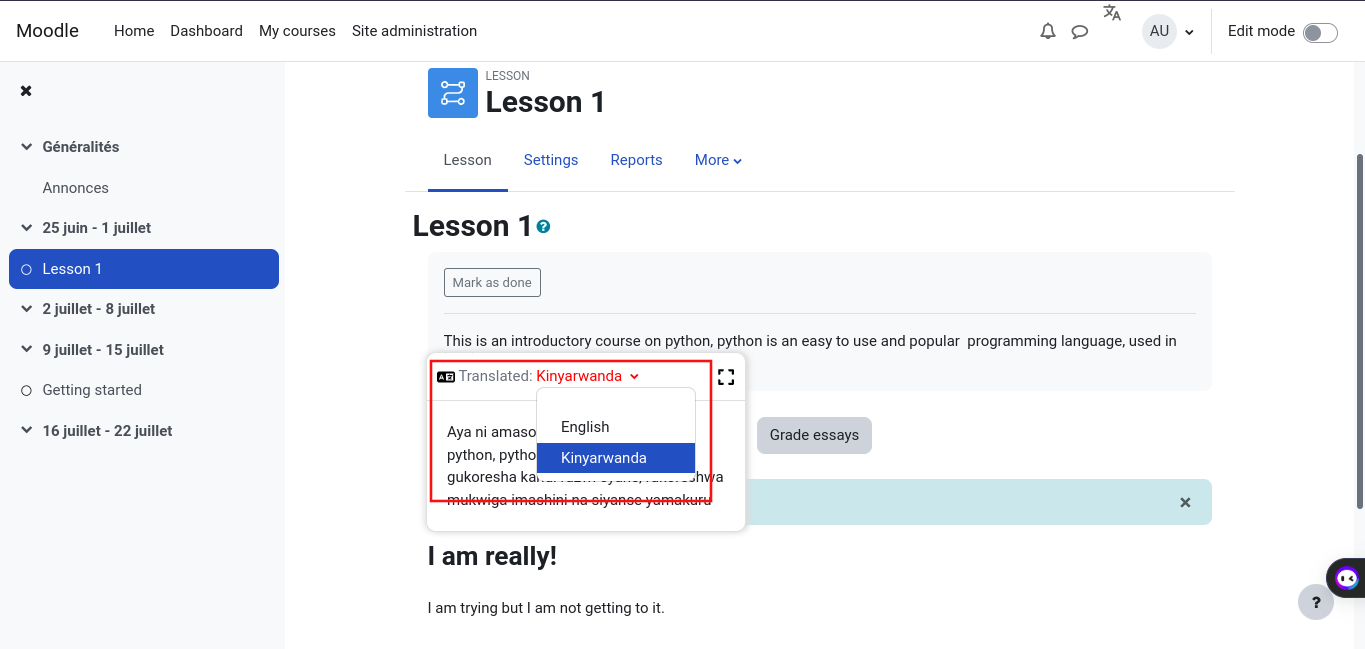 Moodle Home Dashboard My courses Site administration AU Edit mode
Généralités
Annonces
25 juin - 1 juillet
Lesson 1
2 juillet - 8 juillet
9 juillet - 15 juillet
Getting started
16 juillet - 22 juillet
LESSON
Lesson 1
Lesson Settings Reports More
Lesson 1 ?
Mark as done
This is an introductory course on python, python is an easy to use and popular programming language, used in
Translated: Kinyarwanda
English
Kinyarwanda
Aya ni amaso
python, pytho
gukoresha
mukwiga imashini na siyanse yamakuru
Grade essays
I am really!
I am trying but I am not getting to it.
?